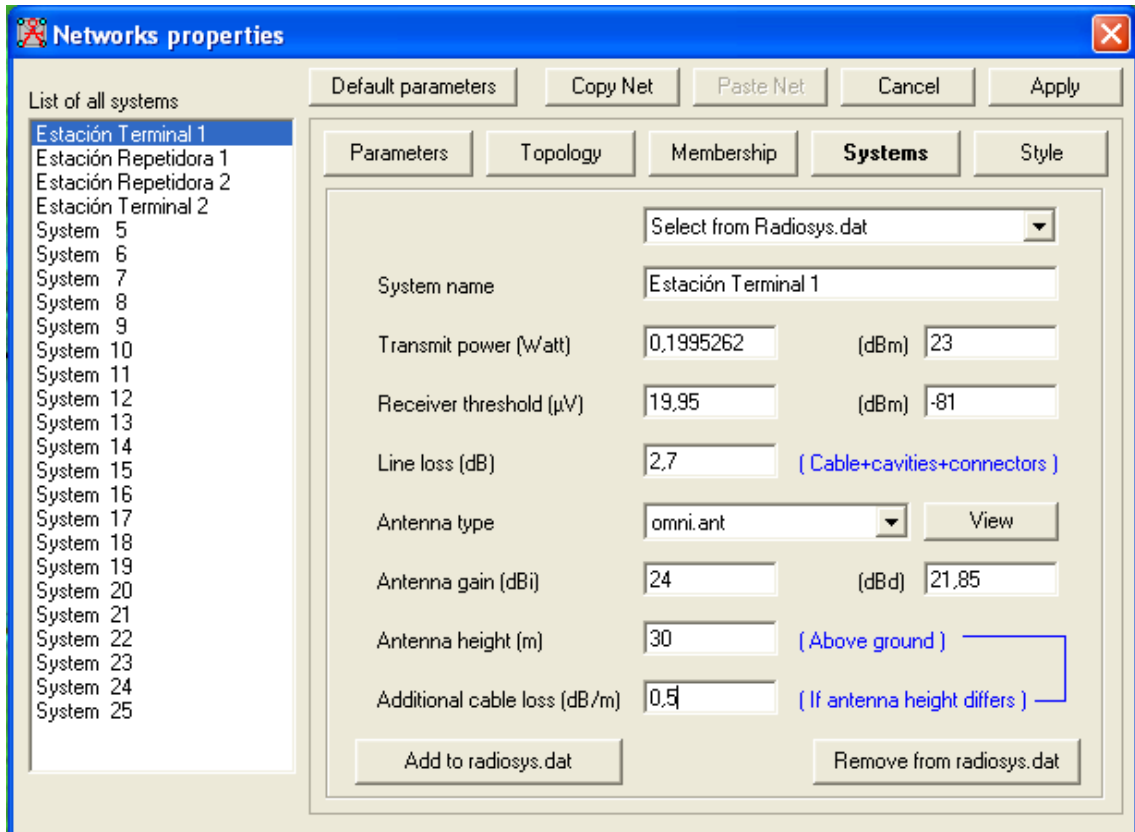 Networks properties
List of all systems
Estación Terminal 1
Estación Repetidora 1
Estación Repetidora 2
Estación Terminal 2
System 5
System 6
System 7
System 8
System 9
System 10
System 11
System 12
System 13
System 14
System 15
System 16
System 17
System 18
System 19
System 20
System 21
System 22
System 23
System 24
System 25
Default parameters Copy Net Paste Net Cancel Apply
Parameters Topology Membership Systems Style
Select from Radiosys.dat
System name Estación Terminal 1
Transmit power (Watt) 0,1995262 (dBm) 23
Receiver threshold (µV) 19,95 (dBm) -81
Line loss (dB) 2,7 ( Cable+cavities+connectors )
Antenna type omni.ant View
Antenna gain (dBi) 24 (dBd) 21,85
Antenna height (m) 30 ( Above ground )
Additional cable loss (dB/m) 0,5 ( If antenna height differs )
Add to radiosys.dat Remove from radiosys.dat